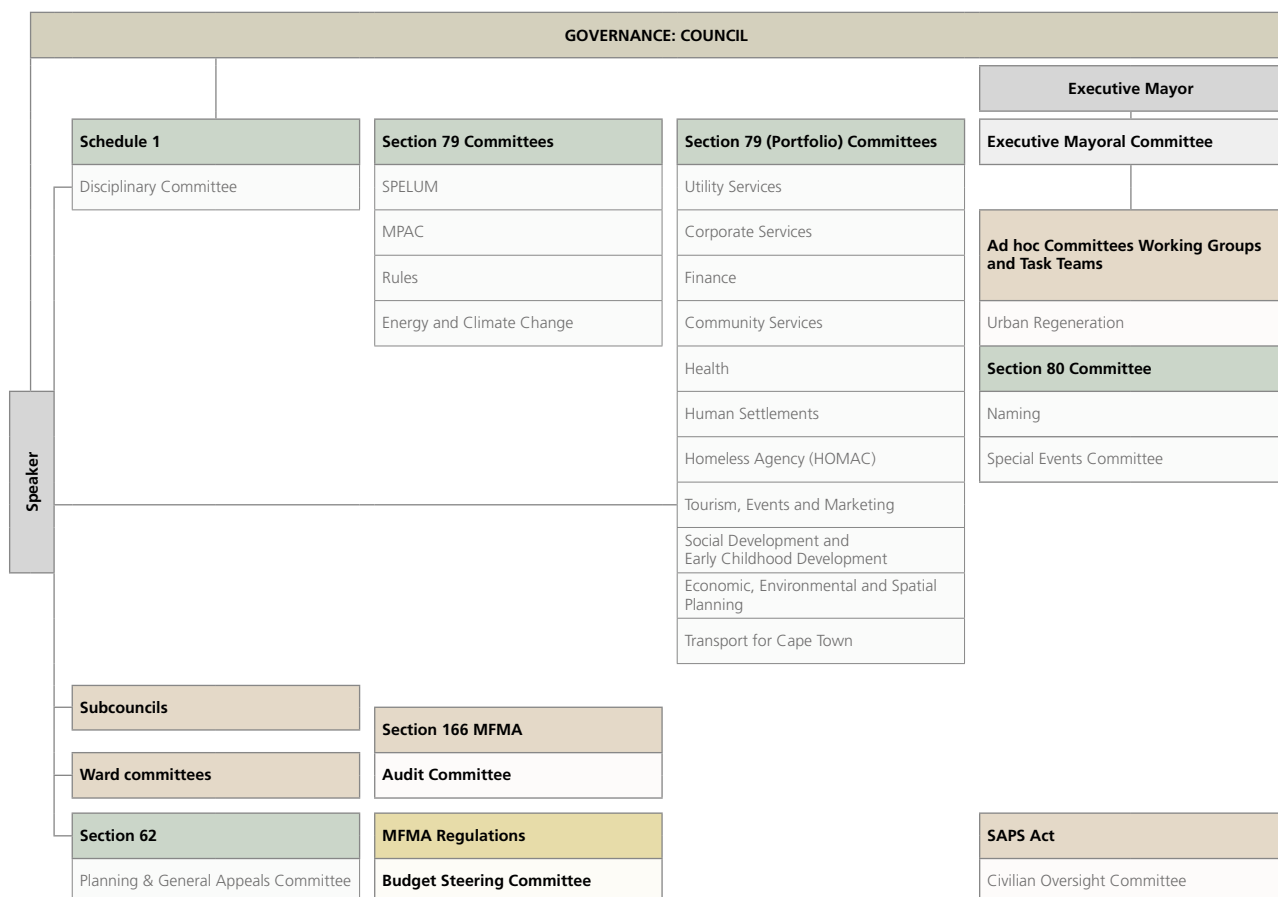 GOVERNANCE: COUNCIL
Speaker
Schedule 1
Disciplinary Committee
Section 79 Committees
SPELUM
MPAC
Rules
Energy and Climate Change
Section 79 (Portfolio) Committees
Utility Services
Corporate Services
Finance
Community Services
Health
Human Settlements
Homeless Agency (HOMAC)
Tourism, Events and Marketing
Social Development and
Early Childhood Development
Economic, Environmental and Spatial
Planning
Transport for Cape Town
Executive Mayor
Executive Mayoral Committee
Ad hoc Committees Working Groups
and Task Teams
Urban Regeneration
Section 80 Committee
Naming
Special Events Committee
Subcouncils
Ward committees
Section 62
Planning & General Appeals Committee
Section 166 MFMA
Audit Committee
MFMA Regulations
Budget Steering Committee
SAPS Act
Civilian Oversight Committee